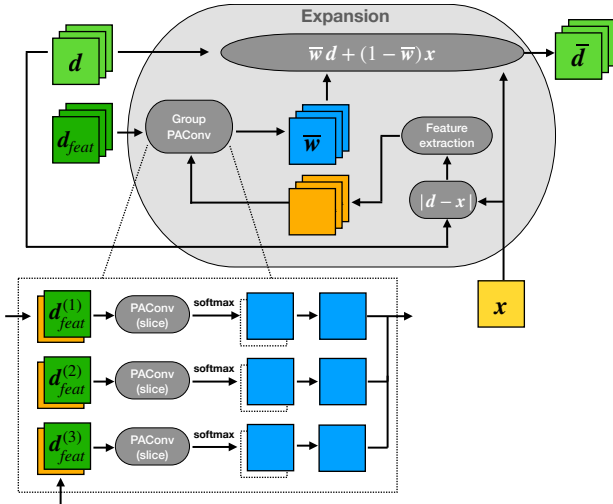 Expansion
d
w̅ d + (1 − w̅) x
d̅
d_feat
Group
PAConv
w̅
Feature
extraction
|d − x|
x
d_feat^(1)
PAConv
(slice)
softmax
d_feat^(2)
PAConv
(slice)
softmax
d_feat^(3)
PAConv
(slice)
softmax